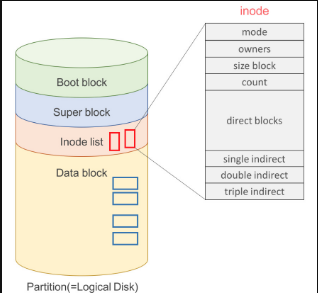 inode
mode
owners
size block
count
direct blocks
single indirect
double indirect
triple indirect
Boot block
Super block
Inode list
Data block
Partition(=Logical Disk)